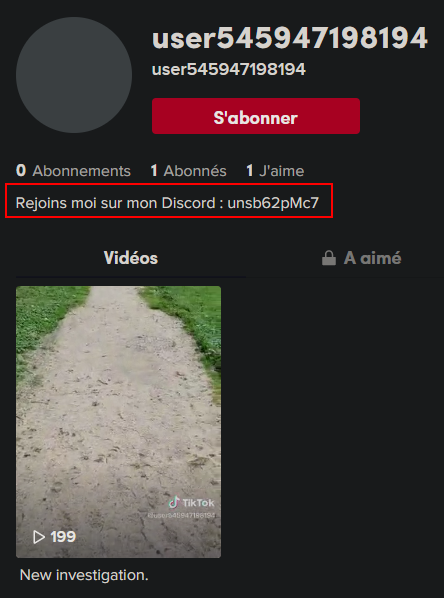 user545947198194
user545947198194
S'abonner
0 Abonnements 1 Abonnés 1 J'aime
Rejoins moi sur mon Discord : unsb62pMc7
Vidéos A aimé
TikTok
@user545947198194
199
New investigation.